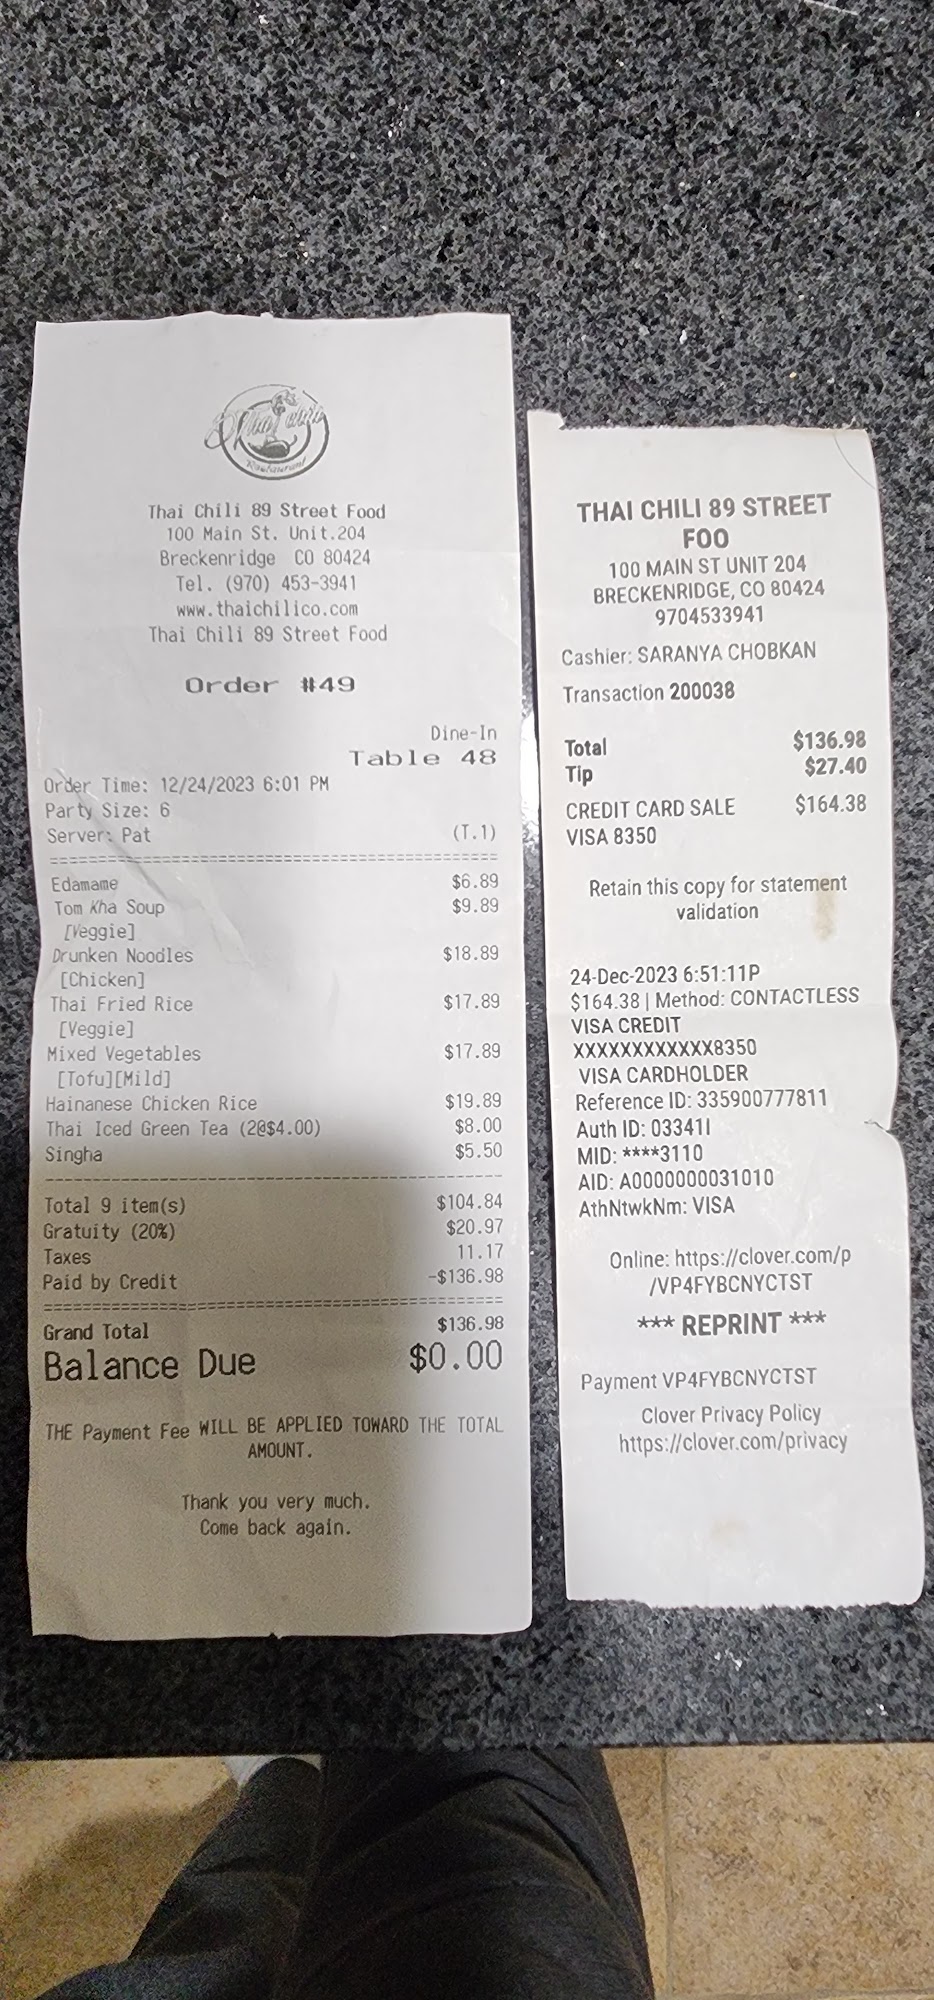 Thai Chili
Restaurant
Thai Chili 89 Street Food
100 Main St. Unit.204
Breckenridge CO 80424
Tel. (970) 453-3941
www.thaichilico.com
Thai Chili 89 Street Food
Order #49
Dine-In
Table 48
Order Time: 12/24/2023 6:01 PM
Party Size: 6
Server: Pat (T.1)
Edamame $6.89
Tom Kha Soup $9.89
[Veggie]
Drunken Noodles $18.89
[Chicken]
Thai Fried Rice $17.89
[Veggie]
Mixed Vegetables $17.89
[Tofu][Mild]
Hainanese Chicken Rice $19.89
Thai Iced Green Tea (2@$4.00) $8.00
Singha $5.50
Total 9 item(s) $104.84
Gratuity (20%) $20.97
Taxes 11.17
Paid by Credit -$136.98
Grand Total $136.98
Balance Due $0.00
THE Payment Fee WILL BE APPLIED TOWARD THE TOTAL
AMOUNT.
Thank you very much.
Come back again.
THAI CHILI 89 STREET
FOO
100 MAIN ST UNIT 204
BRECKENRIDGE, CO 80424
9704533941
Cashier: SARANYA CHOBKAN
Transaction 200038
Total $136.98
Tip $27.40
CREDIT CARD SALE $164.38
VISA 8350
Retain this copy for statement
validation
24-Dec-2023 6:51:11P
$164.38 | Method: CONTACTLESS
VISA CREDIT
XXXXXXXXXXXX8350
VISA CARDHOLDER
Reference ID: 335900777811
Auth ID: 03341I
MID: ****3110
AID: A0000000031010
AthNtwkNm: VISA
Online: https://clover.com/p
/VP4FYBCNYCTST
*** REPRINT ***
Payment VP4FYBCNYCTST
Clover Privacy Policy
https://clover.com/privacy